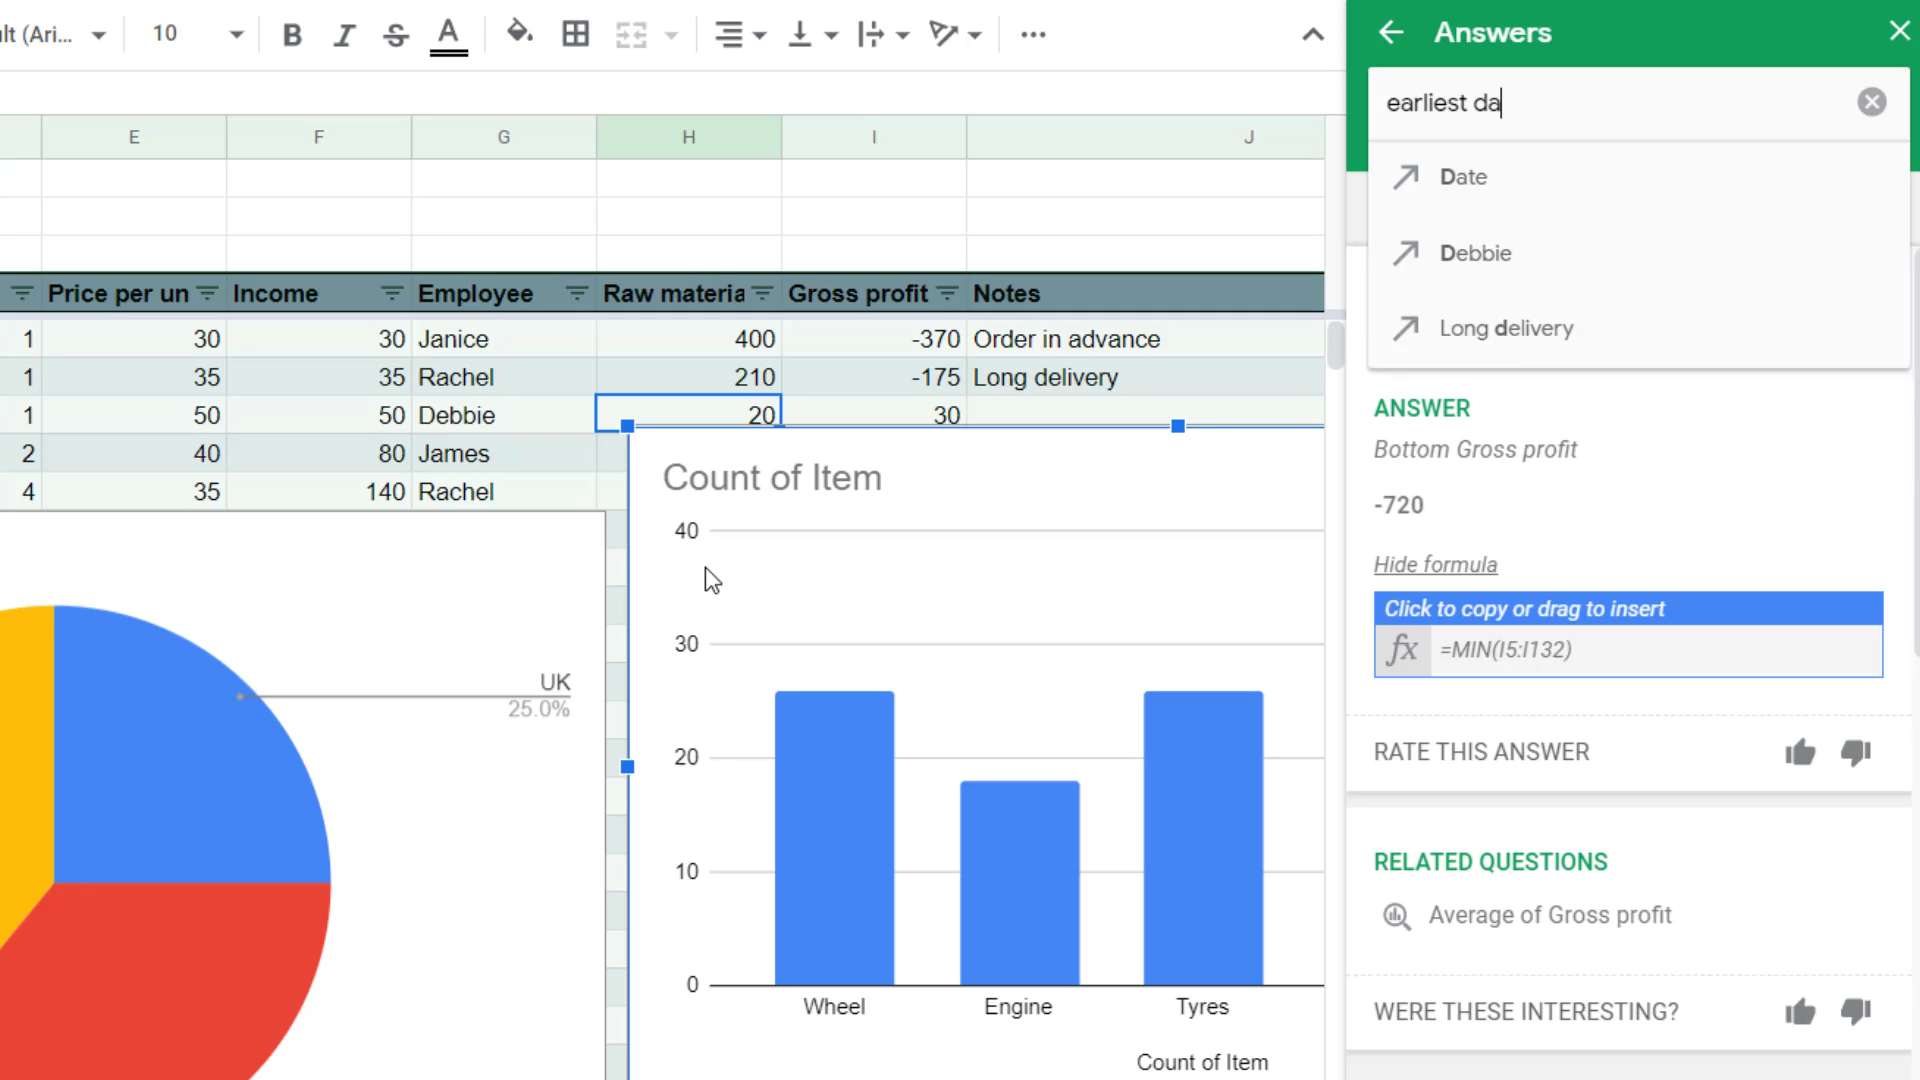 lt (Ari...
10
B
I
S
A
Answers
earliest da
Date
Debbie
Long delivery
E
F
G
H
I
J
Price per un
Income
Employee
Raw materia
Gross profit
Notes
1 30 30 Janice 400 -370 Order in advance
1 35 35 Rachel 210 -175 Long delivery
1 50 50 Debbie 20 30
2 40 80 James
4 35 140 Rachel
UK
25.0%
Count of Item
40
30
20
10
0
Wheel
Engine
Tyres
Count of Item
ANSWER
Bottom Gross profit
-720
Hide formula
Click to copy or drag to insert
fx =MIN(I5:I132)
RATE THIS ANSWER
RELATED QUESTIONS
Average of Gross profit
WERE THESE INTERESTING?